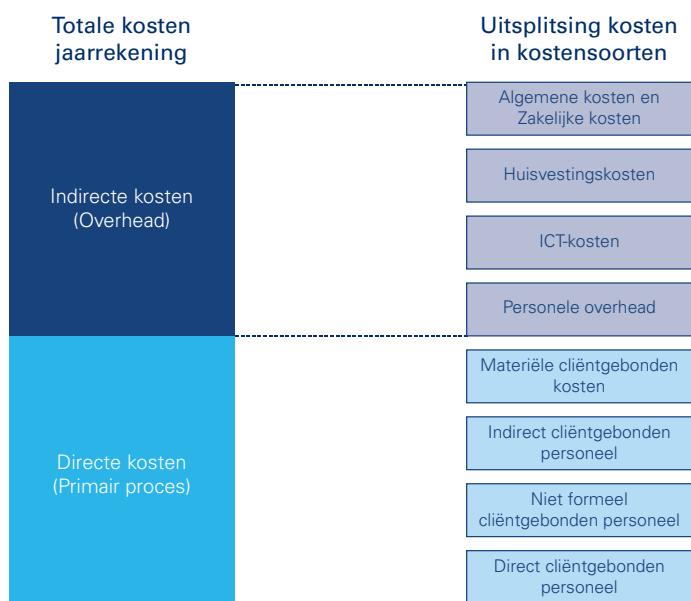 Totale kosten
jaarrekening
Indirecte kosten
(Overhead)
Directe kosten
(Primair proces)
Uitsplitsing kosten
in kostensoorten
Algemene kosten en
Zakelijke kosten
Huisvestingskosten
ICT-kosten
Personele overhead
Materiële cliëntgebonden
kosten
Indirect cliëntgebonden
personeel
Niet formeel
cliëntgebonden personeel
Direct cliëntgebonden
personeel